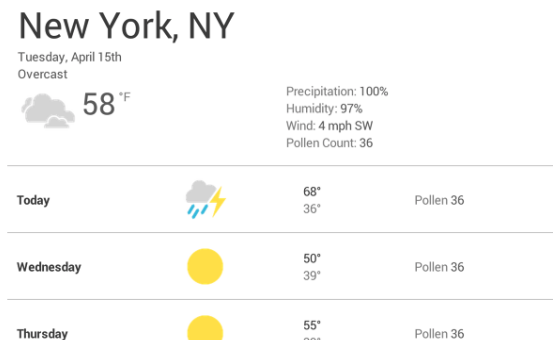 New York, NY
Tuesday, April 15th
Overcast
58 °F
Precipitation: 100%
Humidity: 97%
Wind: 4 mph SW
Pollen Count: 36
Today 68° Pollen 36
36°
Wednesday 50° Pollen 36
39°
Thursday 55° Pollen 36